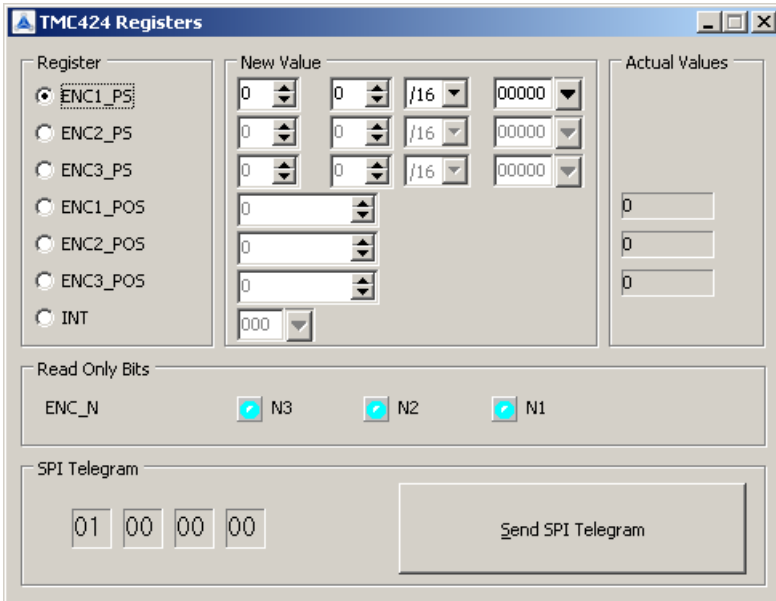 TMC424 Registers
Register New Value Actual Values
ENC1_PS 0 0 /16 00000
ENC2_PS 0 0 /16 00000
ENC3_PS 0 0 /16 00000
ENC1_POS 0 0
ENC2_POS 0 0
ENC3_POS 0 0
INT 000
Read Only Bits
ENC_N N3 N2 N1
SPI Telegram
01 00 00 00 Send SPI Telegram